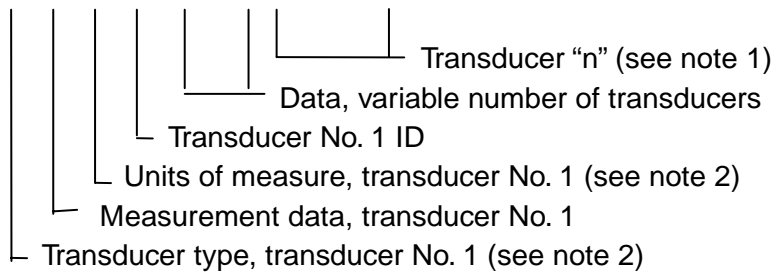 Transducer “n” (see note 1)
Data, variable number of transducers
Transducer No. 1 ID
Units of measure, transducer No. 1 (see note 2)
Measurement data, transducer No. 1
Transducer type, transducer No. 1 (see note 2)